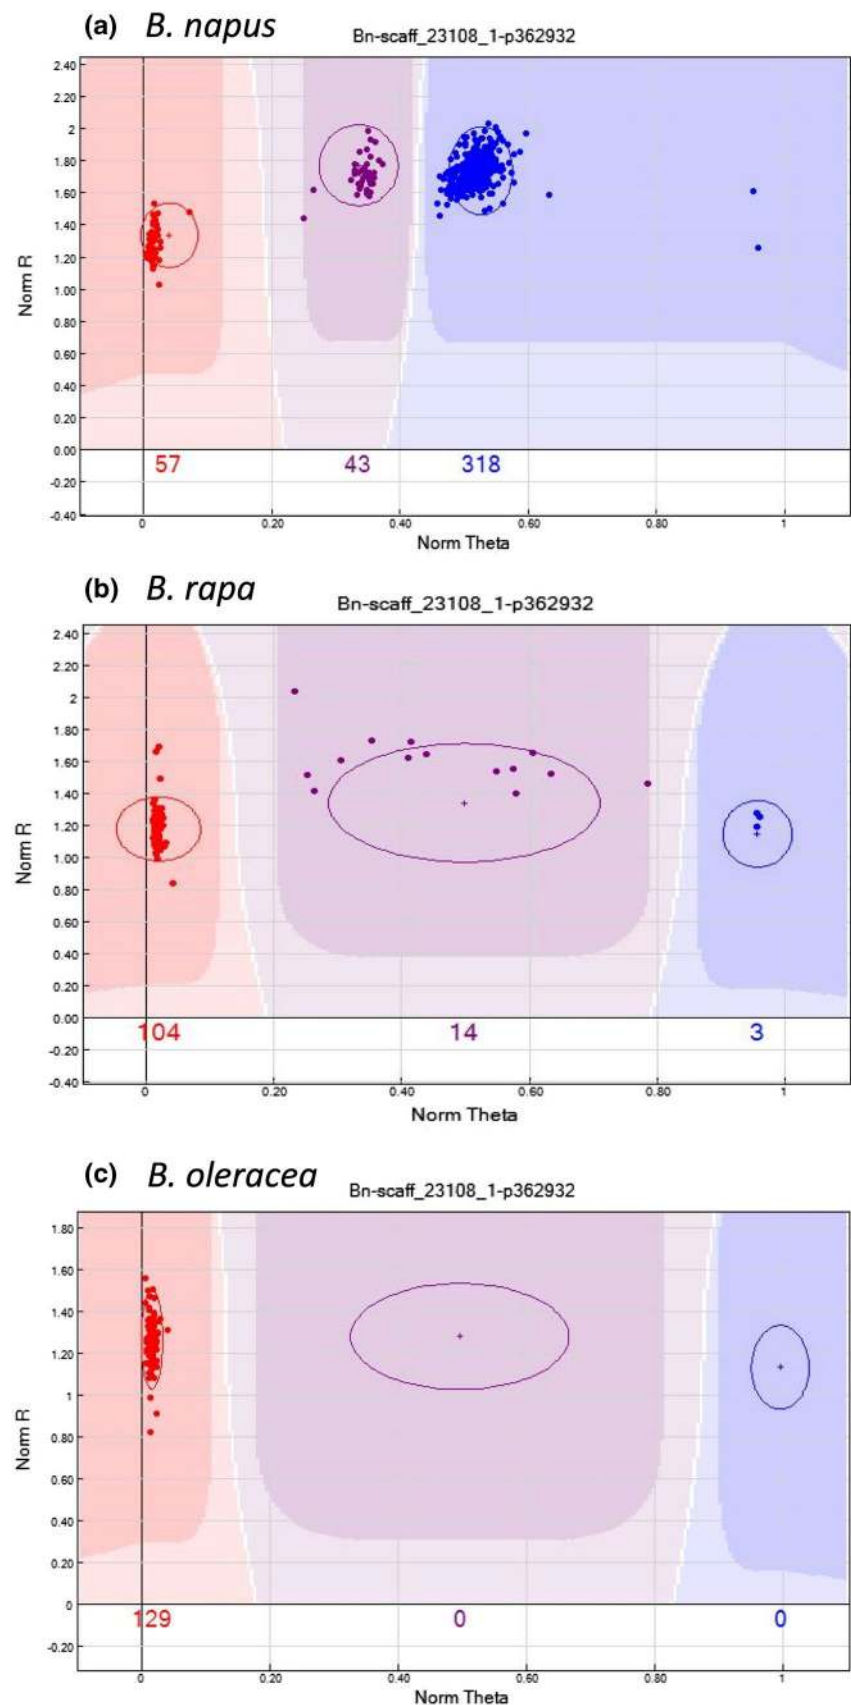 (a) B. napus
Bn-scaff_23108_1-p362932
2.40
2.20
2
1.80
1.60
1.40
1.20
1.00
0.80
0.60
0.40
0.20
0.00
-0.20
-0.40
Norm R
57 43 318
0 0.20 0.40 0.60 0.80 1
Norm Theta
(b) B. rapa
Bn-scaff_23108_1-p362932
2.40
2.20
2
1.80
1.60
1.40
1.20
1.00
0.80
0.60
0.40
0.20
0.00
-0.20
-0.40
Norm R
104 14 3
0 0.20 0.40 0.60 0.80 1
Norm Theta
(c) B. oleracea
Bn-scaff_23108_1-p362932
1.80
1.60
1.40
1.20
1
0.80
0.60
0.40
0.20
0
-0.20
Norm R
129 0 0
0 0.20 0.40 0.60 0.80 1
Norm Theta